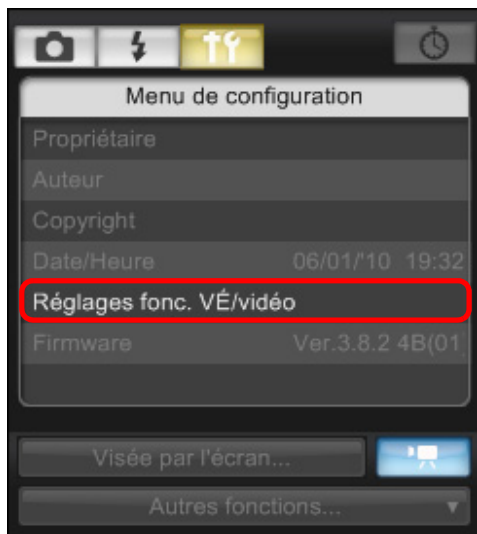 Menu de configuration
Propriétaire
Auteur
Copyright
Date/Heure 06/01/'10 19:32
Réglages fonc. VÉ/vidéo
Firmware Ver.3.8.2 4B(01
Visée par l'écran...
Autres fonctions...